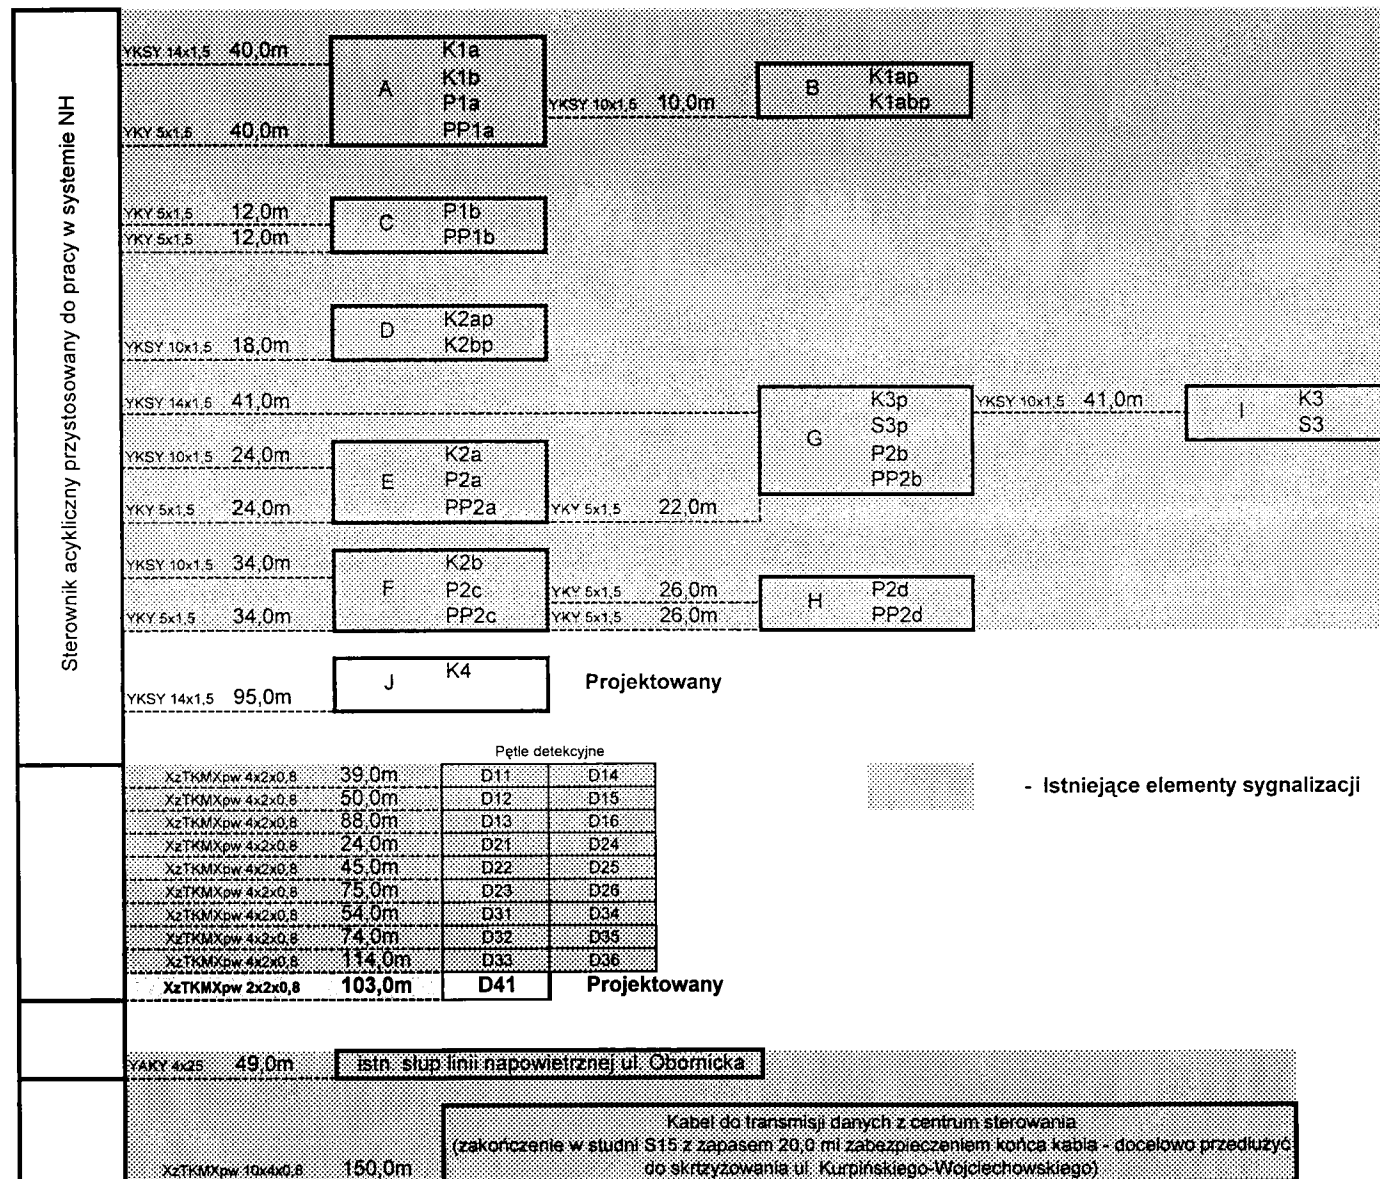 Sterownik acykliczny przystosowany do pracy w systemie NH
YKSY 14x1,5 40,0m
YKY 5x1,5 40,0m
A
K1a
K1b
P1a
PP1a
YKSY 10x1,5 10,0m
B
K1ap
K1abp
YKY 5x1,5 12,0m
YKY 5x1,5 12,0m
C
P1b
PP1b
YKSY 10x1,5 18,0m
D
K2ap
K2bp
YKSY 14x1,5 41,0m
G
K3p
S3p
P2b
PP2b
YKSY 10x1,5 41,0m
I
K3
S3
YKSY 10x1,5 24,0m
YKY 5x1,5 24,0m
E
K2a
P2a
PP2a
YKY 5x1,5 22,0m
YKSY 10x1,5 34,0m
YKY 5x1,5 34,0m
F
K2b
P2c
PP2c
YKY 5x1,5 26,0m
YKY 5x1,5 26,0m
H
P2d
PP2d
YKSY 14x1,5 95,0m
J
K4
Projektowany
Pętle detekcyjne
XzTKMXpw 4x2x0,8 39,0m D11 D14
XzTKMXpw 4x2x0,8 50,0m D12 D15
XzTKMXpw 4x2x0,8 88,0m D13 D16
XzTKMXpw 4x2x0,8 24,0m D21 D24
XzTKMXpw 4x2x0,8 45,0m D22 D25
XzTKMXpw 4x2x0,8 75,0m D23 D26
XzTKMXpw 4x2x0,8 54,0m D31 D34
XzTKMXpw 4x2x0,8 74,0m D32 D35
XzTKMXpw 4x2x0,8 114,0m D33 D36
XzTKMXpw 2x2x0,8 103,0m D41 Projektowany
- Istniejące elementy sygnalizacji
YAKY 4x25 49,0m istn. słup linii napowietrznej ul. Obornicka
Kabel do transmisji danych z centrum sterowania
(zakończenie w studni S15 z zapasem 20,0 mi zabezpieczeniem końca kabla - docelowo przedłużyć
XzTKMXpw 10x4x0,8 150,0m do skrzyżowania ul. Kurpińskiego-Wojciechowskiego)